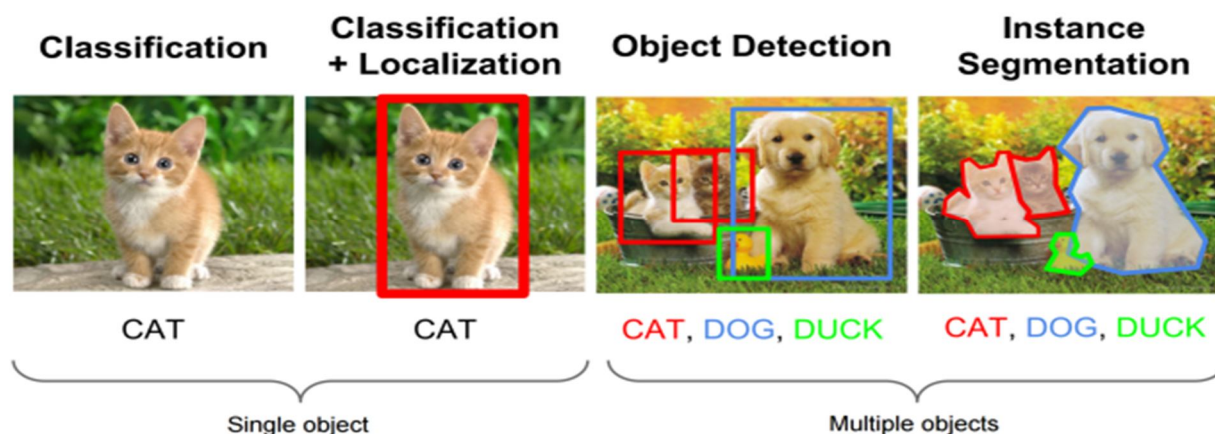 Classification
Classification
+ Localization
Object Detection
Instance
Segmentation
CAT
CAT
CAT, DOG, DUCK
CAT, DOG, DUCK
Single object
Multiple objects